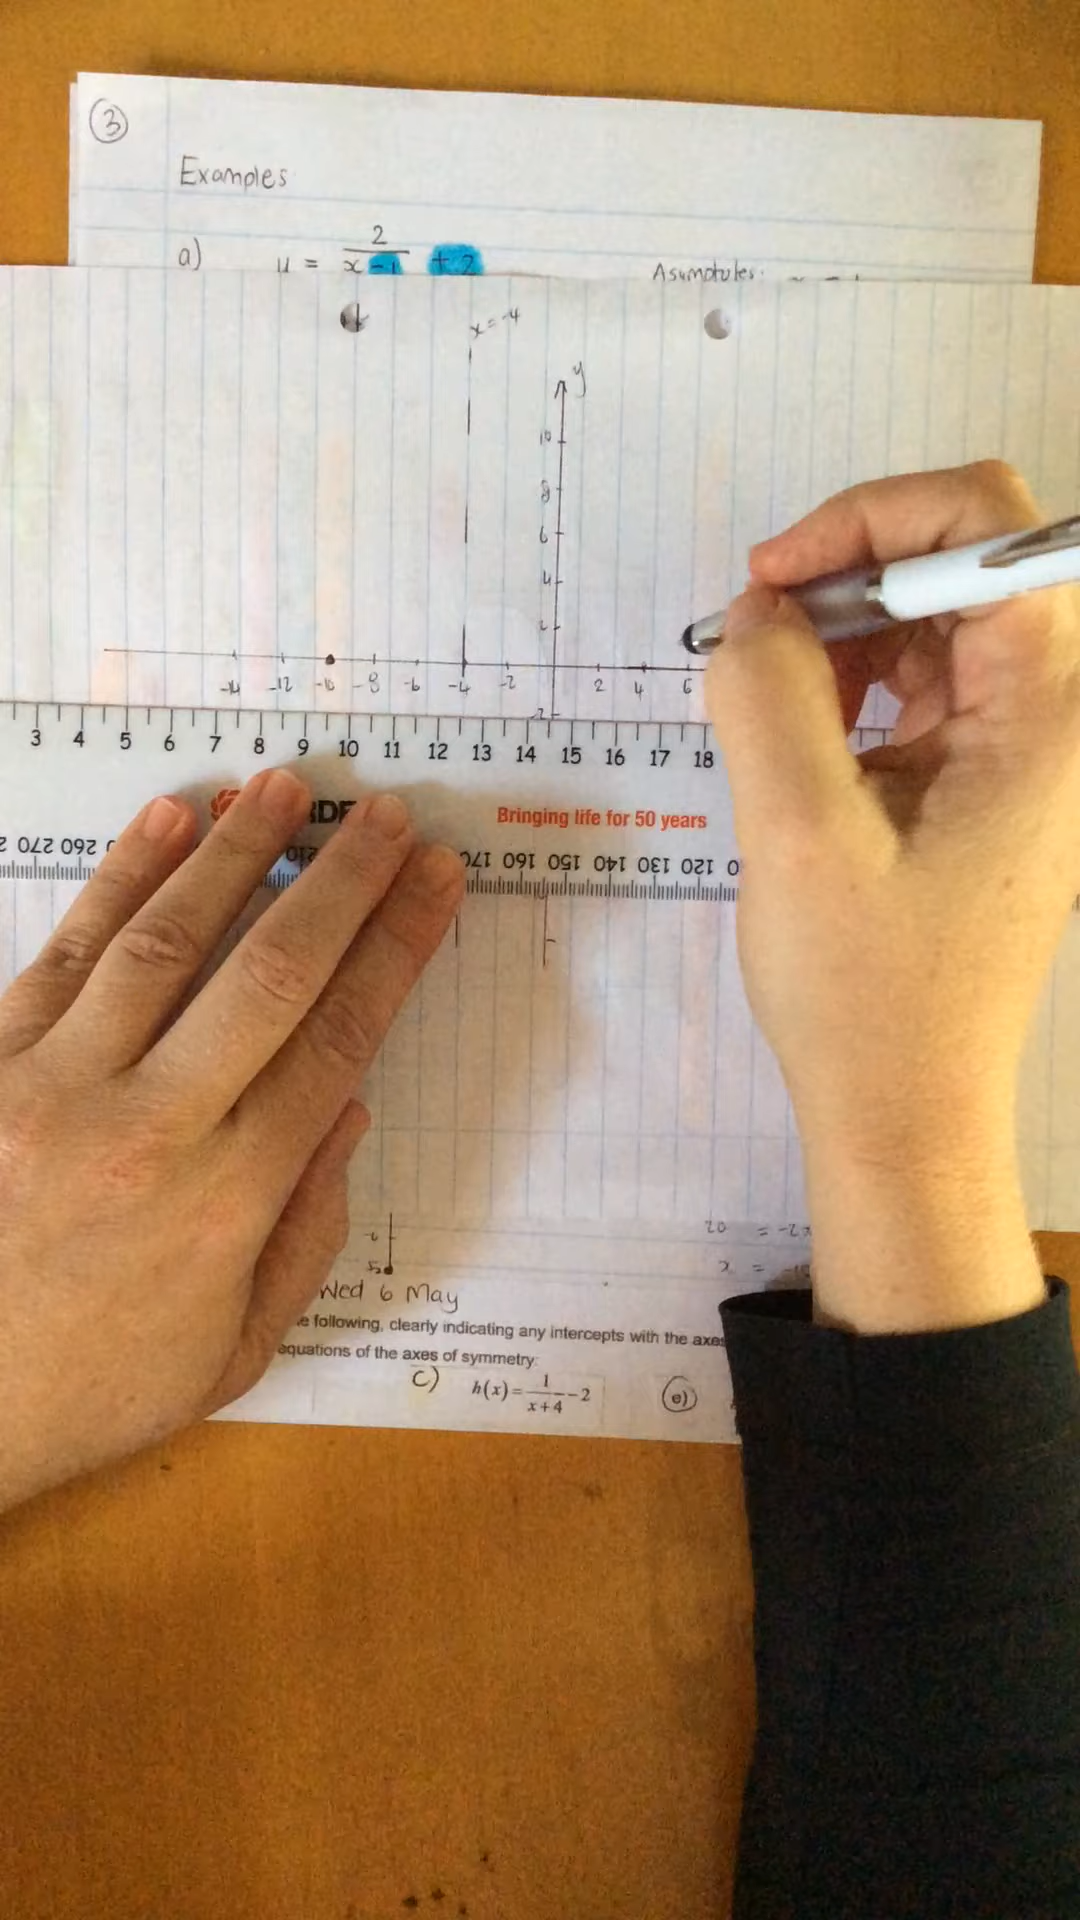 3
Examples
a) y = 2 / x - 1 + 2
Asymptotes:
x = -4
y
10
8
6
4
2
-14 -12 -10 -8 -6 -4 -2 2 4 6
-2
3 4 5 6 7 8 9 10 11 12 13 14 15 16 17 18
Bringing life for 50 years
270 260 210 170 160 150 140 130 120
20 = -2x
x = -10
Wed 6 May
following, clearly indicating any intercepts with the axes
equations of the axes of symmetry:
c) h(x) = 1 / x + 4 - 2 e)